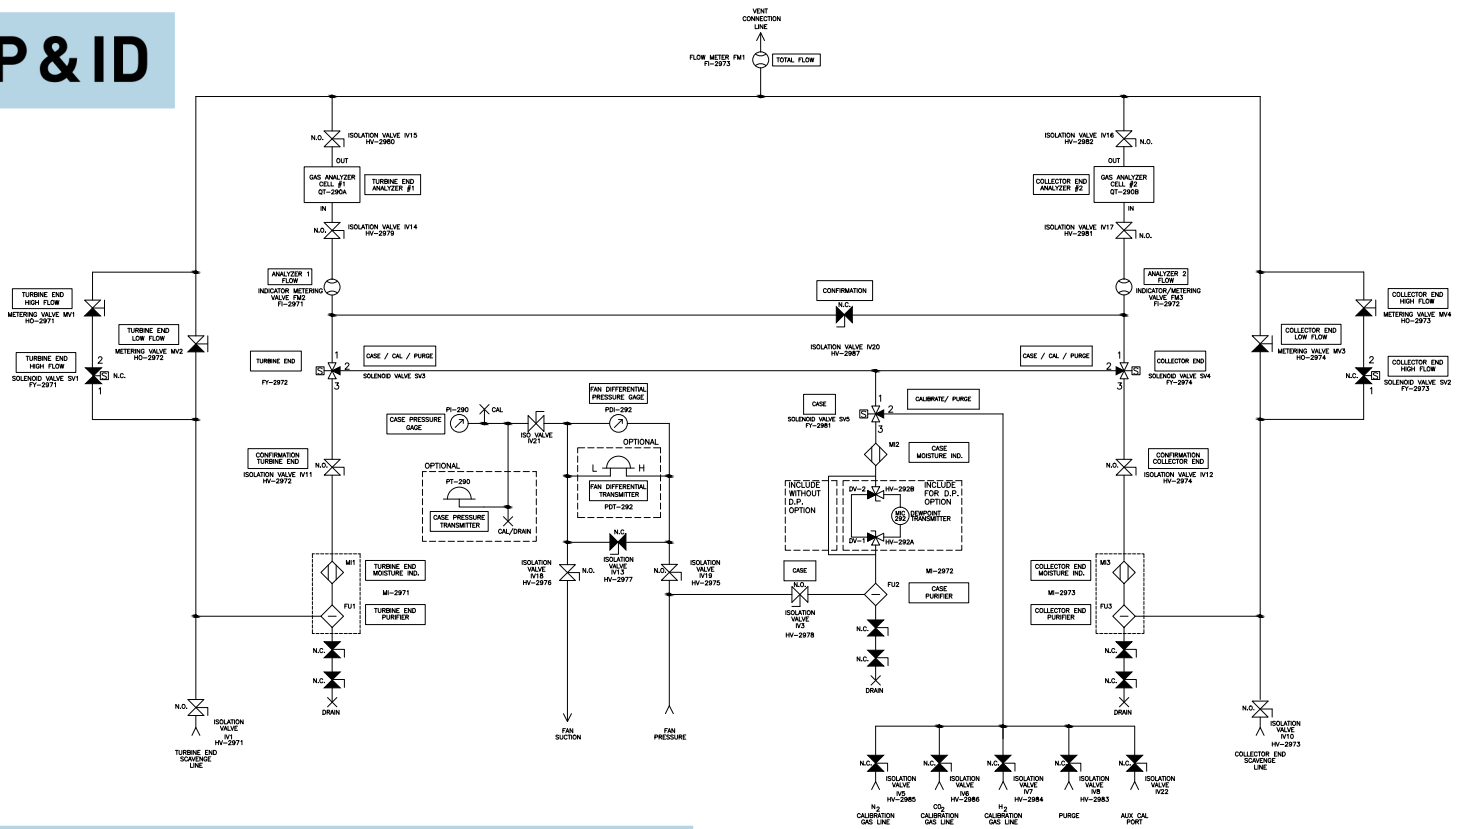 P & ID
VENT
CONNECTION
LINE
FLOW METER FM1
FI-2973
TOTAL FLOW
N.O.
ISOLATION VALVE IV15
HV-2980
OUT
GAS ANALYZER
CELL #1
QT-290A
TURBINE END
ANALYZER #1
IN
N.O.
ISOLATION VALVE IV14
HV-2979
ANALYZER 1
FLOW
INDICATOR METERING
VALVE FM2
FI-2971
ISOLATION VALVE IV16
HV-2982
N.O.
OUT
COLLECTOR END
ANALYZER #2
GAS ANALYZER
CELL #2
QT-290B
IN
ISOLATION VALVE IV17
HV-2981
N.O.
ANALYZER 2
FLOW
INDICATOR/METERING
VALVE FM3
FI-2972
TURBINE END
HIGH FLOW
METERING VALVE MV1
HO-2971
TURBINE END
LOW FLOW
METERING VALVE MV2
HO-2972
TURBINE END
HIGH FLOW
SOLENOID VALVE SV1
FY-2971
2
S
N.C.
1
CONFIRMATION
N.C.
ISOLATION VALVE IV20
HV-2987
COLLECTOR END
LOW FLOW
METERING VALVE MV3
HO-2974
COLLECTOR END
HIGH FLOW
METERING VALVE MV4
HO-2973
2
N.C.
S
1
COLLECTOR END
HIGH FLOW
SOLENOID VALVE SV2
FY-2973
TURBINE END
FY-2972
1
S
2
3
CASE / CAL / PURGE
SOLENOID VALVE SV3
CASE / CAL / PURGE
1
2
S
3
COLLECTOR END
SOLENOID VALVE SV4
FY-2974
CASE PRESSURE
GAGE
PI-290
CAL
ISO VALVE
IV21
FAN DIFFERENTIAL
PRESSURE GAGE
PDI-292
CASE
SOLENOID VALVE SV5
FY-2981
1
S
2
3
CALIBRATE/ PURGE
MI2
CASE
MOISTURE IND.
CONFIRMATION
TURBINE END
ISOLATION VALVE IV11
HV-2972
N.O.
OPTIONAL
PT-290
CASE PRESSURE
TRANSMITTER
CAL/DRAIN
OPTIONAL
L
H
FAN DIFFERENTIAL
TRANSMITTER
PDT-292
INCLUDE
WITHOUT
D.P.
OPTION
DV-2
HV-292B
INCLUDE
FOR D.P.
OPTION
MIC
292
DEWPOINT
TRANSMITTER
DV-1
HV-292A
N.O.
CONFIRMATION
COLLECTOR END
ISOLATION VALVE IV12
HV-2974
MI1
TURBINE END
MOISTURE IND.
MI-2971
FU1
TURBINE END
PURIFIER
N.C.
N.C.
DRAIN
ISOLATION
VALVE
IV18
HV-2976
N.O.
N.C.
ISOLATION
VALVE
IV13
HV-2977
N.O.
ISOLATION
VALVE
IV19
HV-2975
CASE
N.O.
ISOLATION
VALVE
IV3
HV-2978
FU2
MI-2972
CASE
PURIFIER
N.C.
N.C.
DRAIN
COLLECTOR END
MOISTURE IND.
MI-2973
COLLECTOR END
PURIFIER
MI3
FU3
N.C.
N.C.
DRAIN
N.O.
ISOLATION
VALVE
IV1
HV-2971
TURBINE END
SCAVENGE
LINE
FAN
SUCTION
FAN
PRESSURE
N.O.
ISOLATION
VALVE
IV10
HV-2973
COLLECTOR END
SCAVENGE
LINE
N.C.
ISOLATION
VALVE
IV5
HV-2985
N2
CALIBRATION
GAS LINE
N.C.
ISOLATION
VALVE
IV6
HV-2986
CO2
CALIBRATION
GAS LINE
N.C.
ISOLATION
VALVE
IV7
HV-2984
H2
CALIBRATION
GAS LINE
N.C.
ISOLATION
VALVE
IV8
HV-2983
PURGE
N.C.
ISOLATION
VALVE
IV22
AUX CAL
PORT